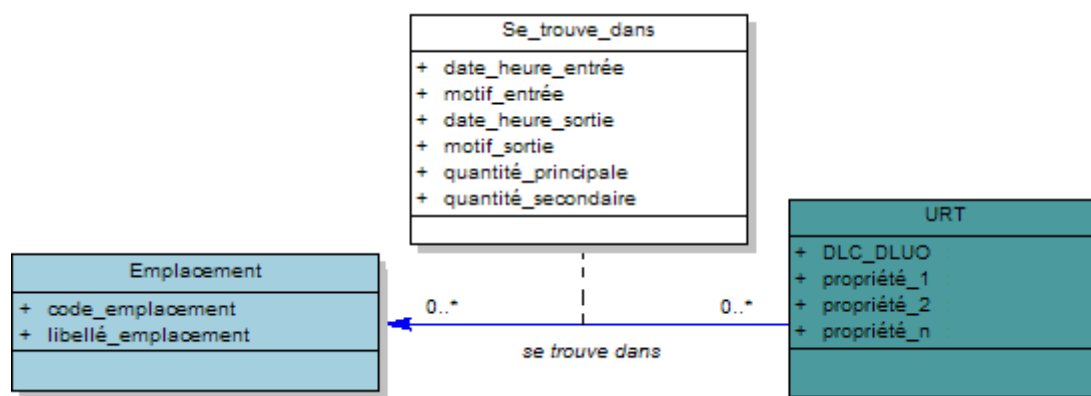 Se_trouve_dans
+ date_heure_entrée
+ motif_entrée
+ date_heure_sortie
+ motif_sortie
+ quantité_principale
+ quantité_secondaire
URT
+ DLC_DLUO
+ propriété_1
+ propriété_2
+ propriété_n
Emplacement
+ code_emplacement
+ libellé_emplacement
0..*
0..*
se trouve dans